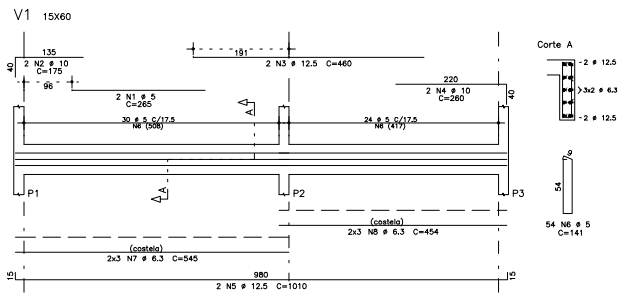 V1 15X60
135
2 N2 ø 10
C=175
40
96
2 N1 ø 5
C=265
191
2 N3 ø 12.5 C=460
220
2 N4 ø 10
C=260
40
Corte A
2 ø 12.5
3x2 ø 6.3
2 ø 12.5
30 ø 5 C/17.5
N6 (508)
A
24 ø 5 C/17.5
N6 (417)
A
P1
P2
P3
9
54
54 N6 ø 5
C=141
(costela)
2x3 N8 ø 6.3 C=454
(costela)
2x3 N7 ø 6.3 C=545
15
980
2 N5 ø 12.5 C=1010
15